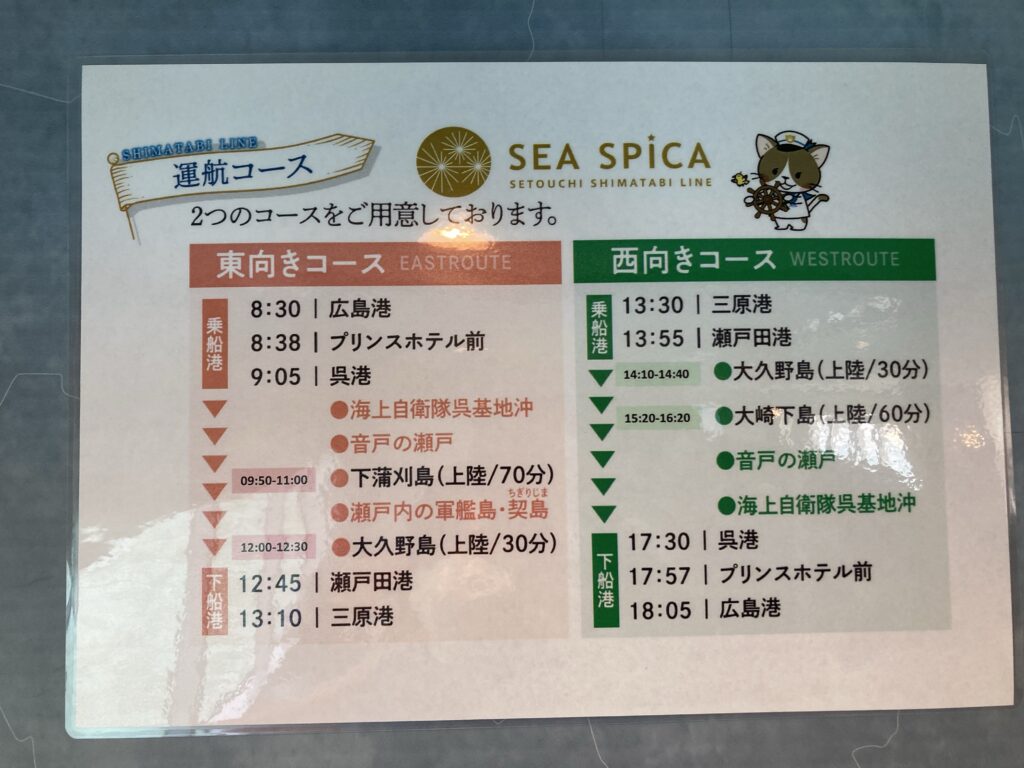 SHIMATABI LINE
運航コース
SEA SPICA
SETOUCHI SHIMATABI LINE
2つのコースをご用意しております。
東向きコース EASTROUTE
乗船港
8:30 | 広島港
8:38 | プリンスホテル前
9:05 | 呉港
●海上自衛隊呉基地沖
●音戸の瀬戸
09:50-11:00 ●下蒲刈島(上陸/70分)
ちぎりじま
●瀬戸内の軍艦島・契島
12:00-12:30 ●大久野島(上陸/30分)
下船港
12:45 | 瀬戸田港
13:10 | 三原港
西向きコース WESTROUTE
乗船港
13:30 | 三原港
13:55 | 瀬戸田港
14:10-14:40 ●大久野島(上陸/30分)
15:20-16:20 ●大崎下島(上陸/60分)
●音戸の瀬戸
●海上自衛隊呉基地沖
下船港
17:30 | 呉港
17:57 | プリンスホテル前
18:05 | 広島港